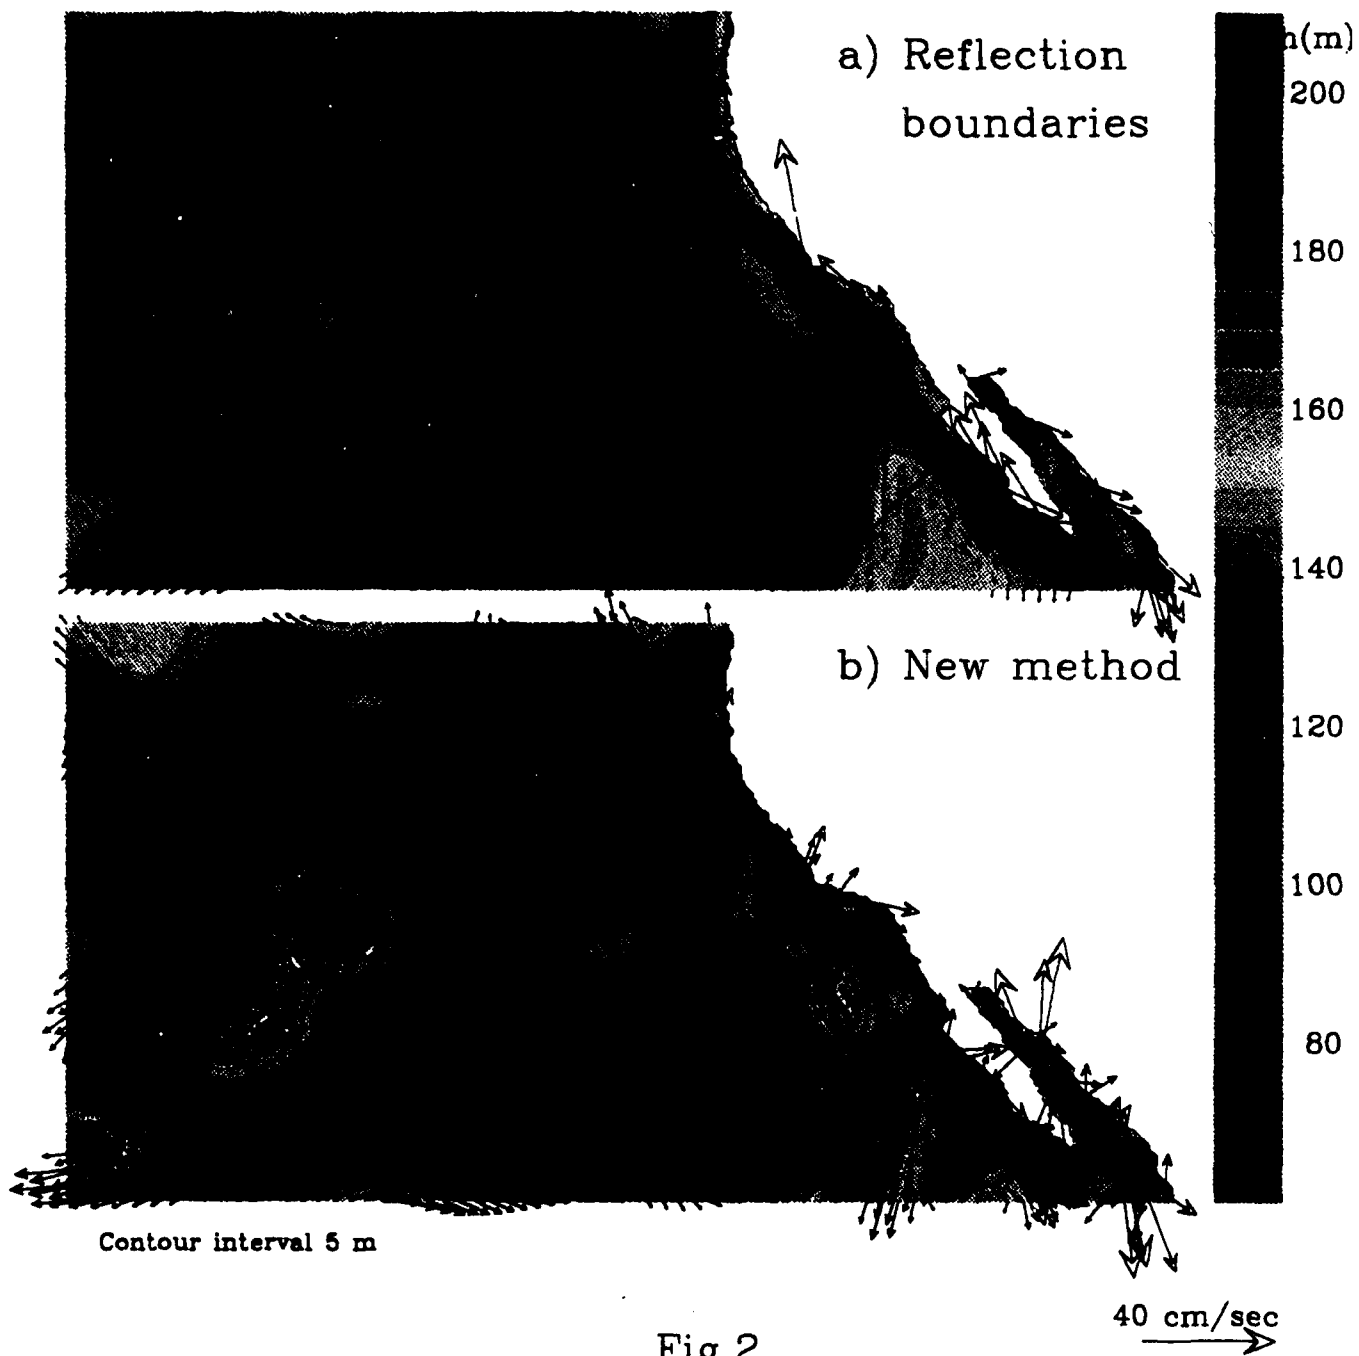 a) Reflection
boundaries
h(m)
200
180
160
140
120
100
80
b) New method
Contour interval 5 m
40 cm/sec
Fig 2